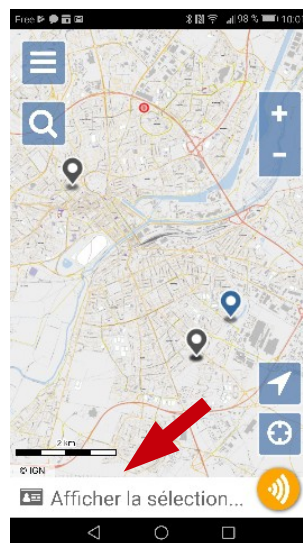 Free
98 % 10:01
+
−
2 km
© IGN
Afficher la sélection...